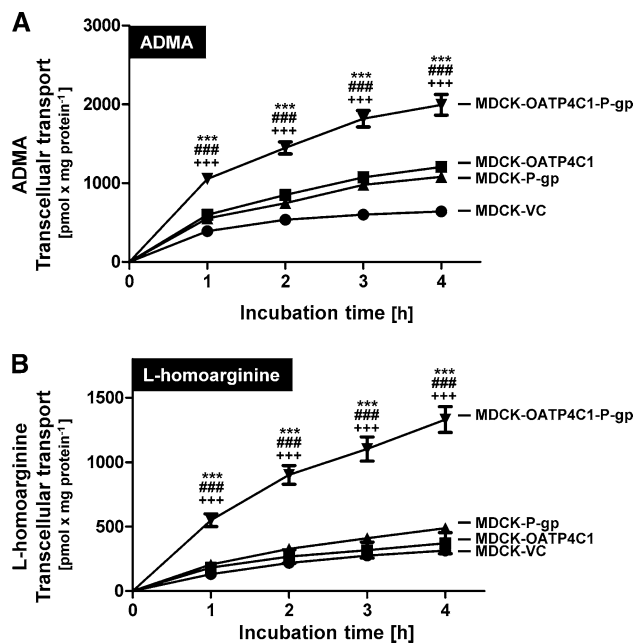 A
ADMA
ADMA
Transcellualr transport
[pmol x mg protein⁻¹]
3000
2000
1000
0
***
###
+++
***
###
+++
***
###
+++
***
###
+++
MDCK-OATP4C1-P-gp
MDCK-OATP4C1
MDCK-P-gp
MDCK-VC
0
1
2
3
4
Incubation time [h]
B
L-homoarginine
L-homoarginine
Transcellular transport
[pmol x mg protein⁻¹]
1500
1000
500
0
***
###
+++
***
###
+++
***
###
+++
***
###
+++
MDCK-OATP4C1-P-gp
MDCK-P-gp
MDCK-OATP4C1
MDCK-VC
0
1
2
3
4
Incubation time [h]